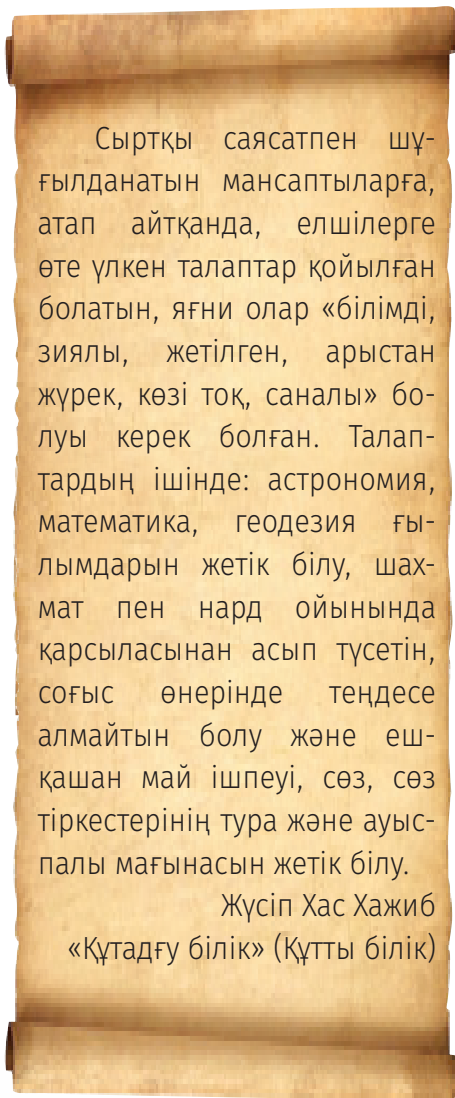 Сыртқы саясатпен шұ-
ғылданатын мансаптыларға,
атап айтқанда, елшілерге
өте үлкен талаптар қойылған
болатын, яғни олар «білімді,
зиялы, жетілген, арыстан
жүрек, көзі тоқ, саналы» бо-
луы керек болған. Талап-
тардың ішінде: астрономия,
математика, геодезия ғы-
лымдарын жетік білу, шах-
мат пен нард ойынында
қарсыласынан асып түсетін,
соғыс өнерінде теңдесе
алмайтын болу және еш-
қашан май ішпеуі, сөз, сөз
тіркестерінің тура және ауыс-
палы мағынасын жетік білу.
Жүсіп Хас Хажиб
«Құтадғу білік» (Құтты білік)